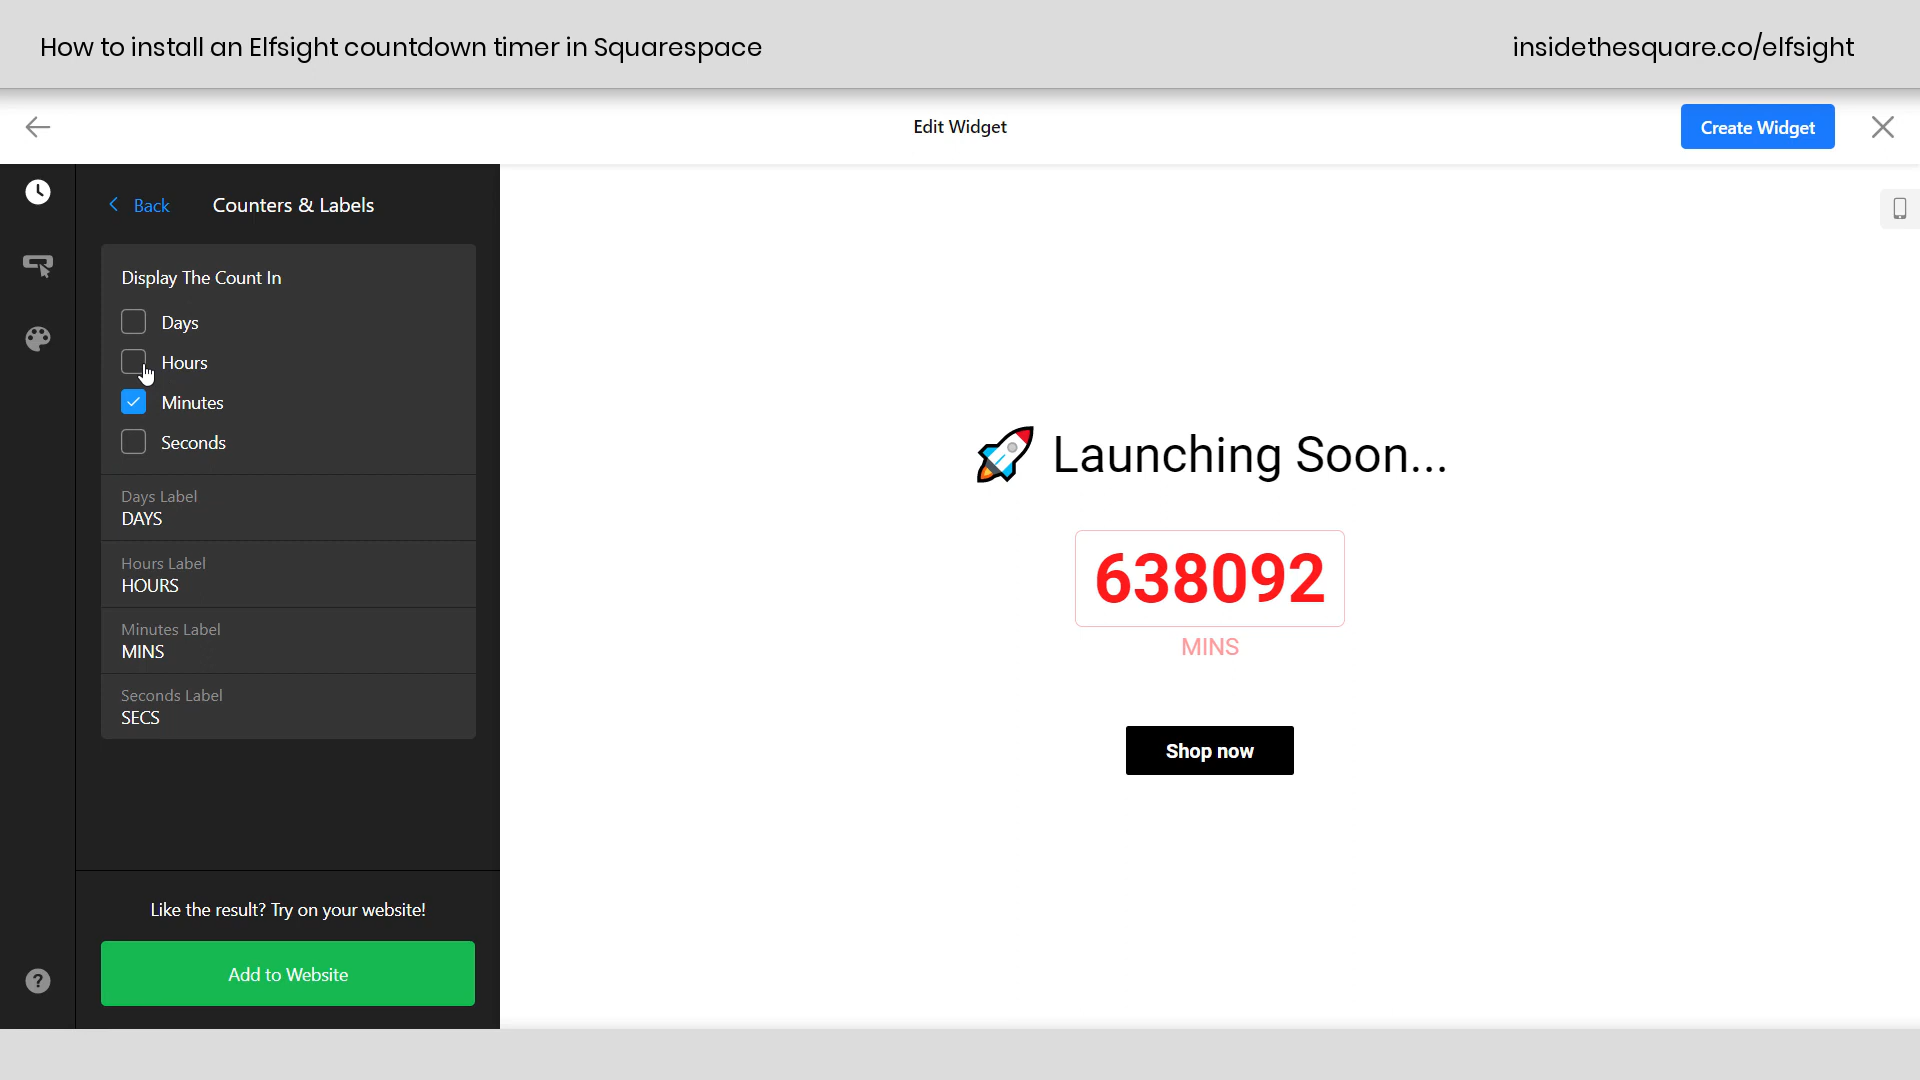 How to install an Elfsight countdown timer in Squarespace
insidethesquare.co/elfsight
Edit Widget
Create Widget
Back
Counters & Labels
Display The Count In
Days
Hours
Minutes
Seconds
Days Label
DAYS
Hours Label
HOURS
Minutes Label
MINS
Seconds Label
SECS
Like the result? Try on your website!
Add to Website
?
🚀 Launching Soon...
638092
MINS
Shop now